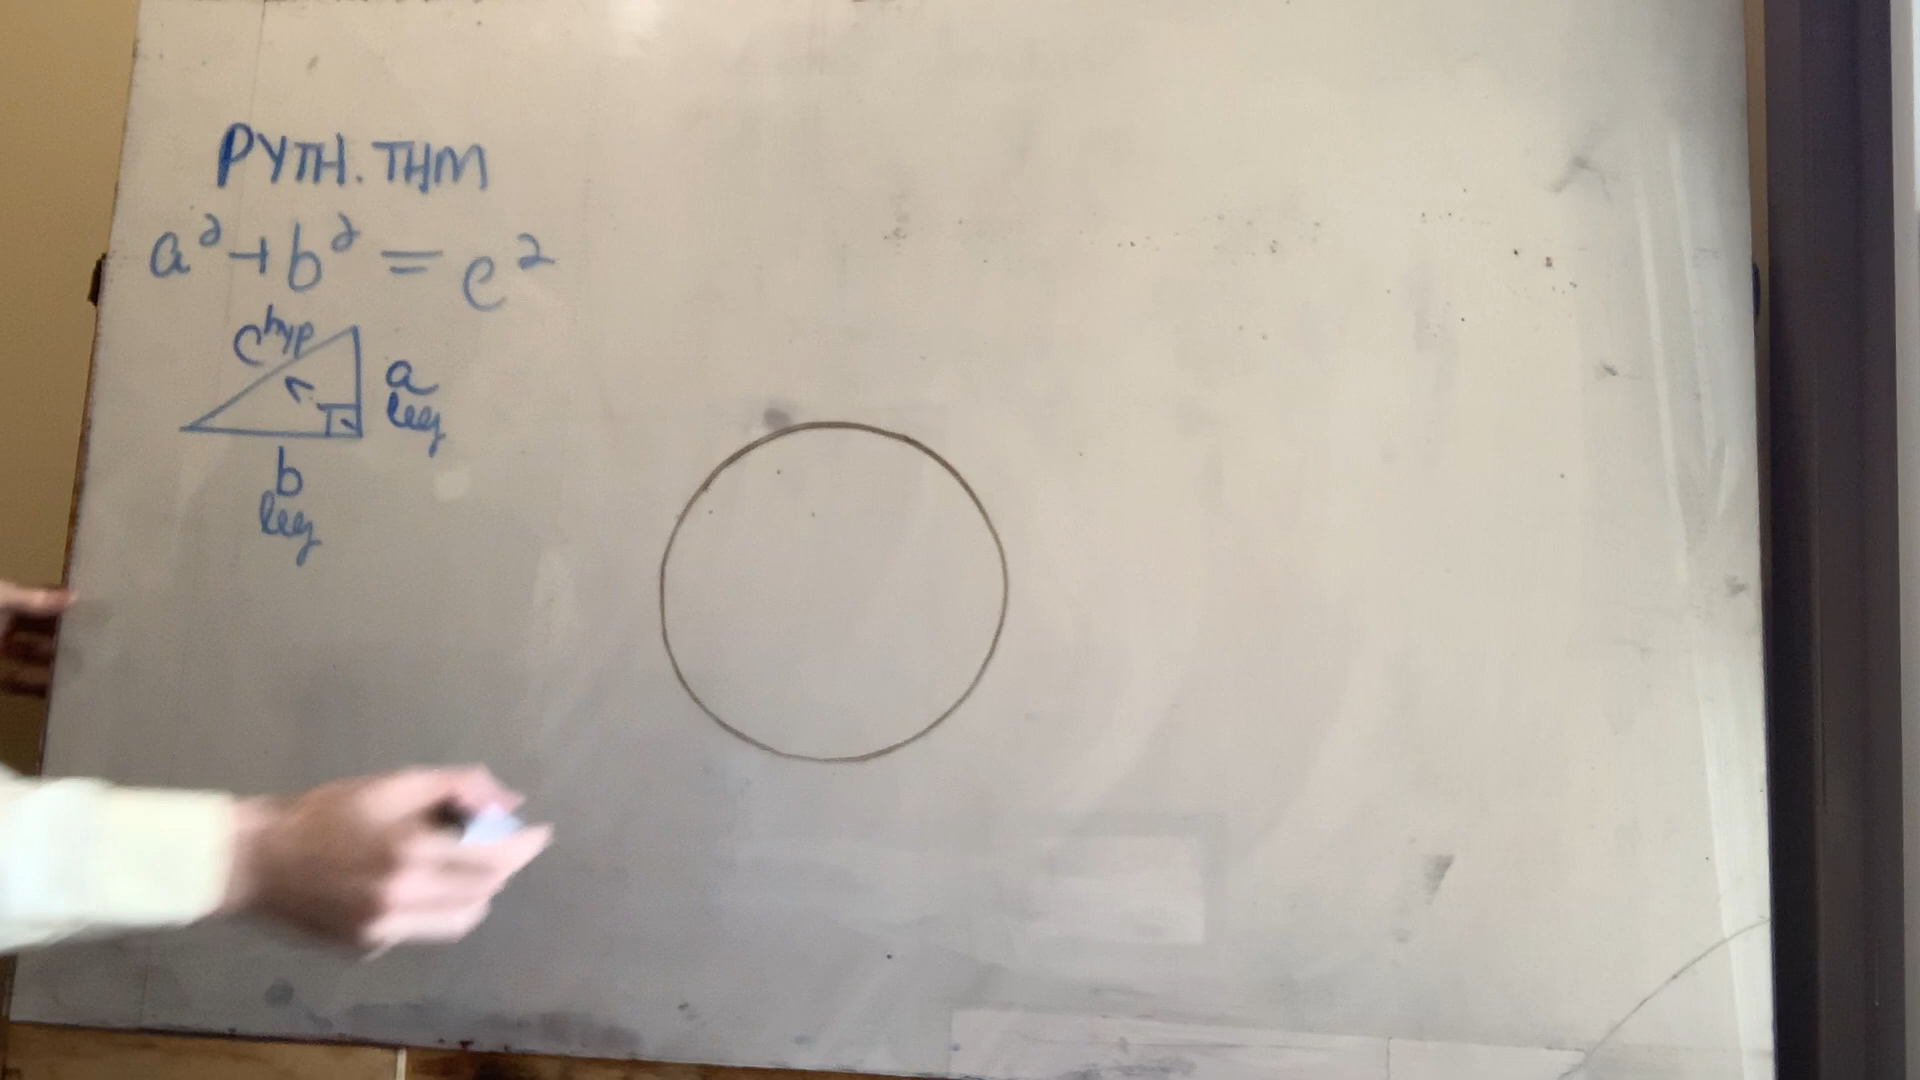 PYTH. THM
a² + b² = c²
c hyp
a
leg
b
leg